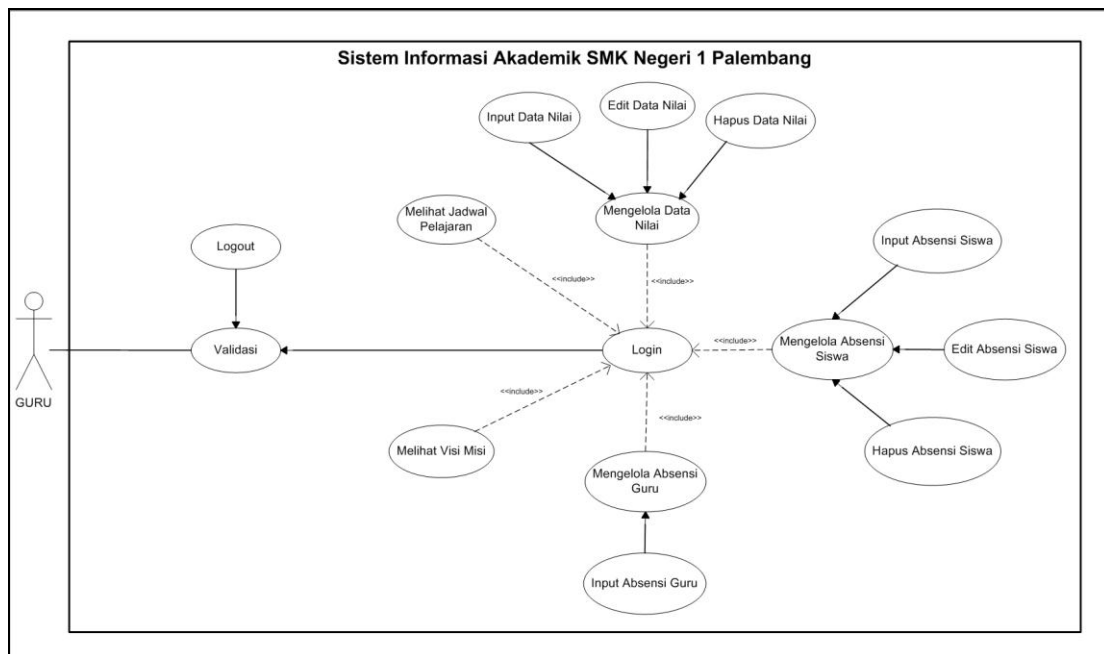 Sistem Informasi Akademik SMK Negeri 1 Palembang
Edit Data Nilai
Input Data Nilai
Hapus Data Nilai
Melihat Jadwal
Pelajaran
Mengelola Data
Nilai
Logout
Input Absensi Siswa
<<include>>
<<include>>
Validasi
Login
<<include>>
Mengelola Absensi
Siswa
Edit Absensi Siswa
GURU
<<include>>
<<include>>
Melihat Visi Misi
Hapus Absensi Siswa
Mengelola Absensi
Guru
Input Absensi Guru